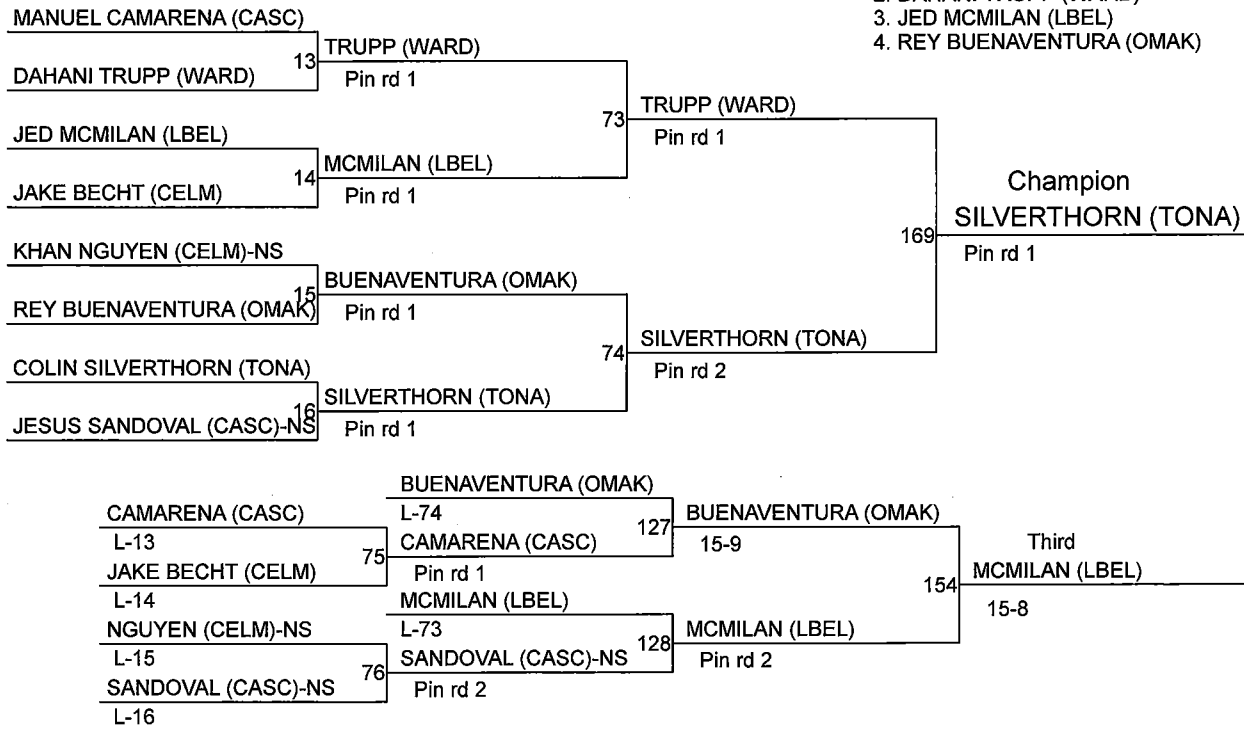 3. JED MCMILAN (LBEL)
4. REY BUENAVENTURA (OMAK)
MANUEL CAMARENA (CASC)
13
DAHANI TRUPP (WARD)
TRUPP (WARD)
Pin rd 1
JED MCMILAN (LBEL)
14
JAKE BECHT (CELM)
MCMILAN (LBEL)
Pin rd 1
73
TRUPP (WARD)
Pin rd 1
KHAN NGUYEN (CELM)-NS
15
REY BUENAVENTURA (OMAK)
BUENAVENTURA (OMAK)
Pin rd 1
COLIN SILVERTHORN (TONA)
16
JESUS SANDOVAL (CASC)-NS
SILVERTHORN (TONA)
Pin rd 1
74
SILVERTHORN (TONA)
Pin rd 2
169
Champion
SILVERTHORN (TONA)
Pin rd 1
CAMARENA (CASC)
L-13
75
JAKE BECHT (CELM)
L-14
BUENAVENTURA (OMAK)
L-74
127
CAMARENA (CASC)
Pin rd 1
BUENAVENTURA (OMAK)
15-9
NGUYEN (CELM)-NS
L-15
76
SANDOVAL (CASC)-NS
L-16
MCMILAN (LBEL)
L-73
128
SANDOVAL (CASC)-NS
Pin rd 2
MCMILAN (LBEL)
Pin rd 2
154
Third
MCMILAN (LBEL)
15-8